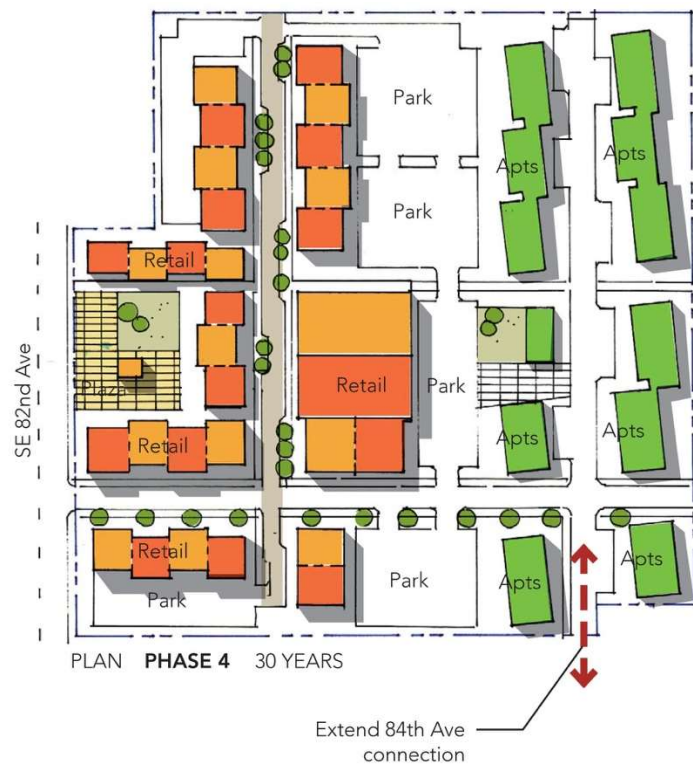 Park
Apts
Apts
Park
Retail
Plaza
Retail
Park
SE 82nd Ave
Retail
Apts
Apts
Retail
Park
Park
Apts
Apts
PLAN PHASE 4 30 YEARS
Extend 84th Ave
connection